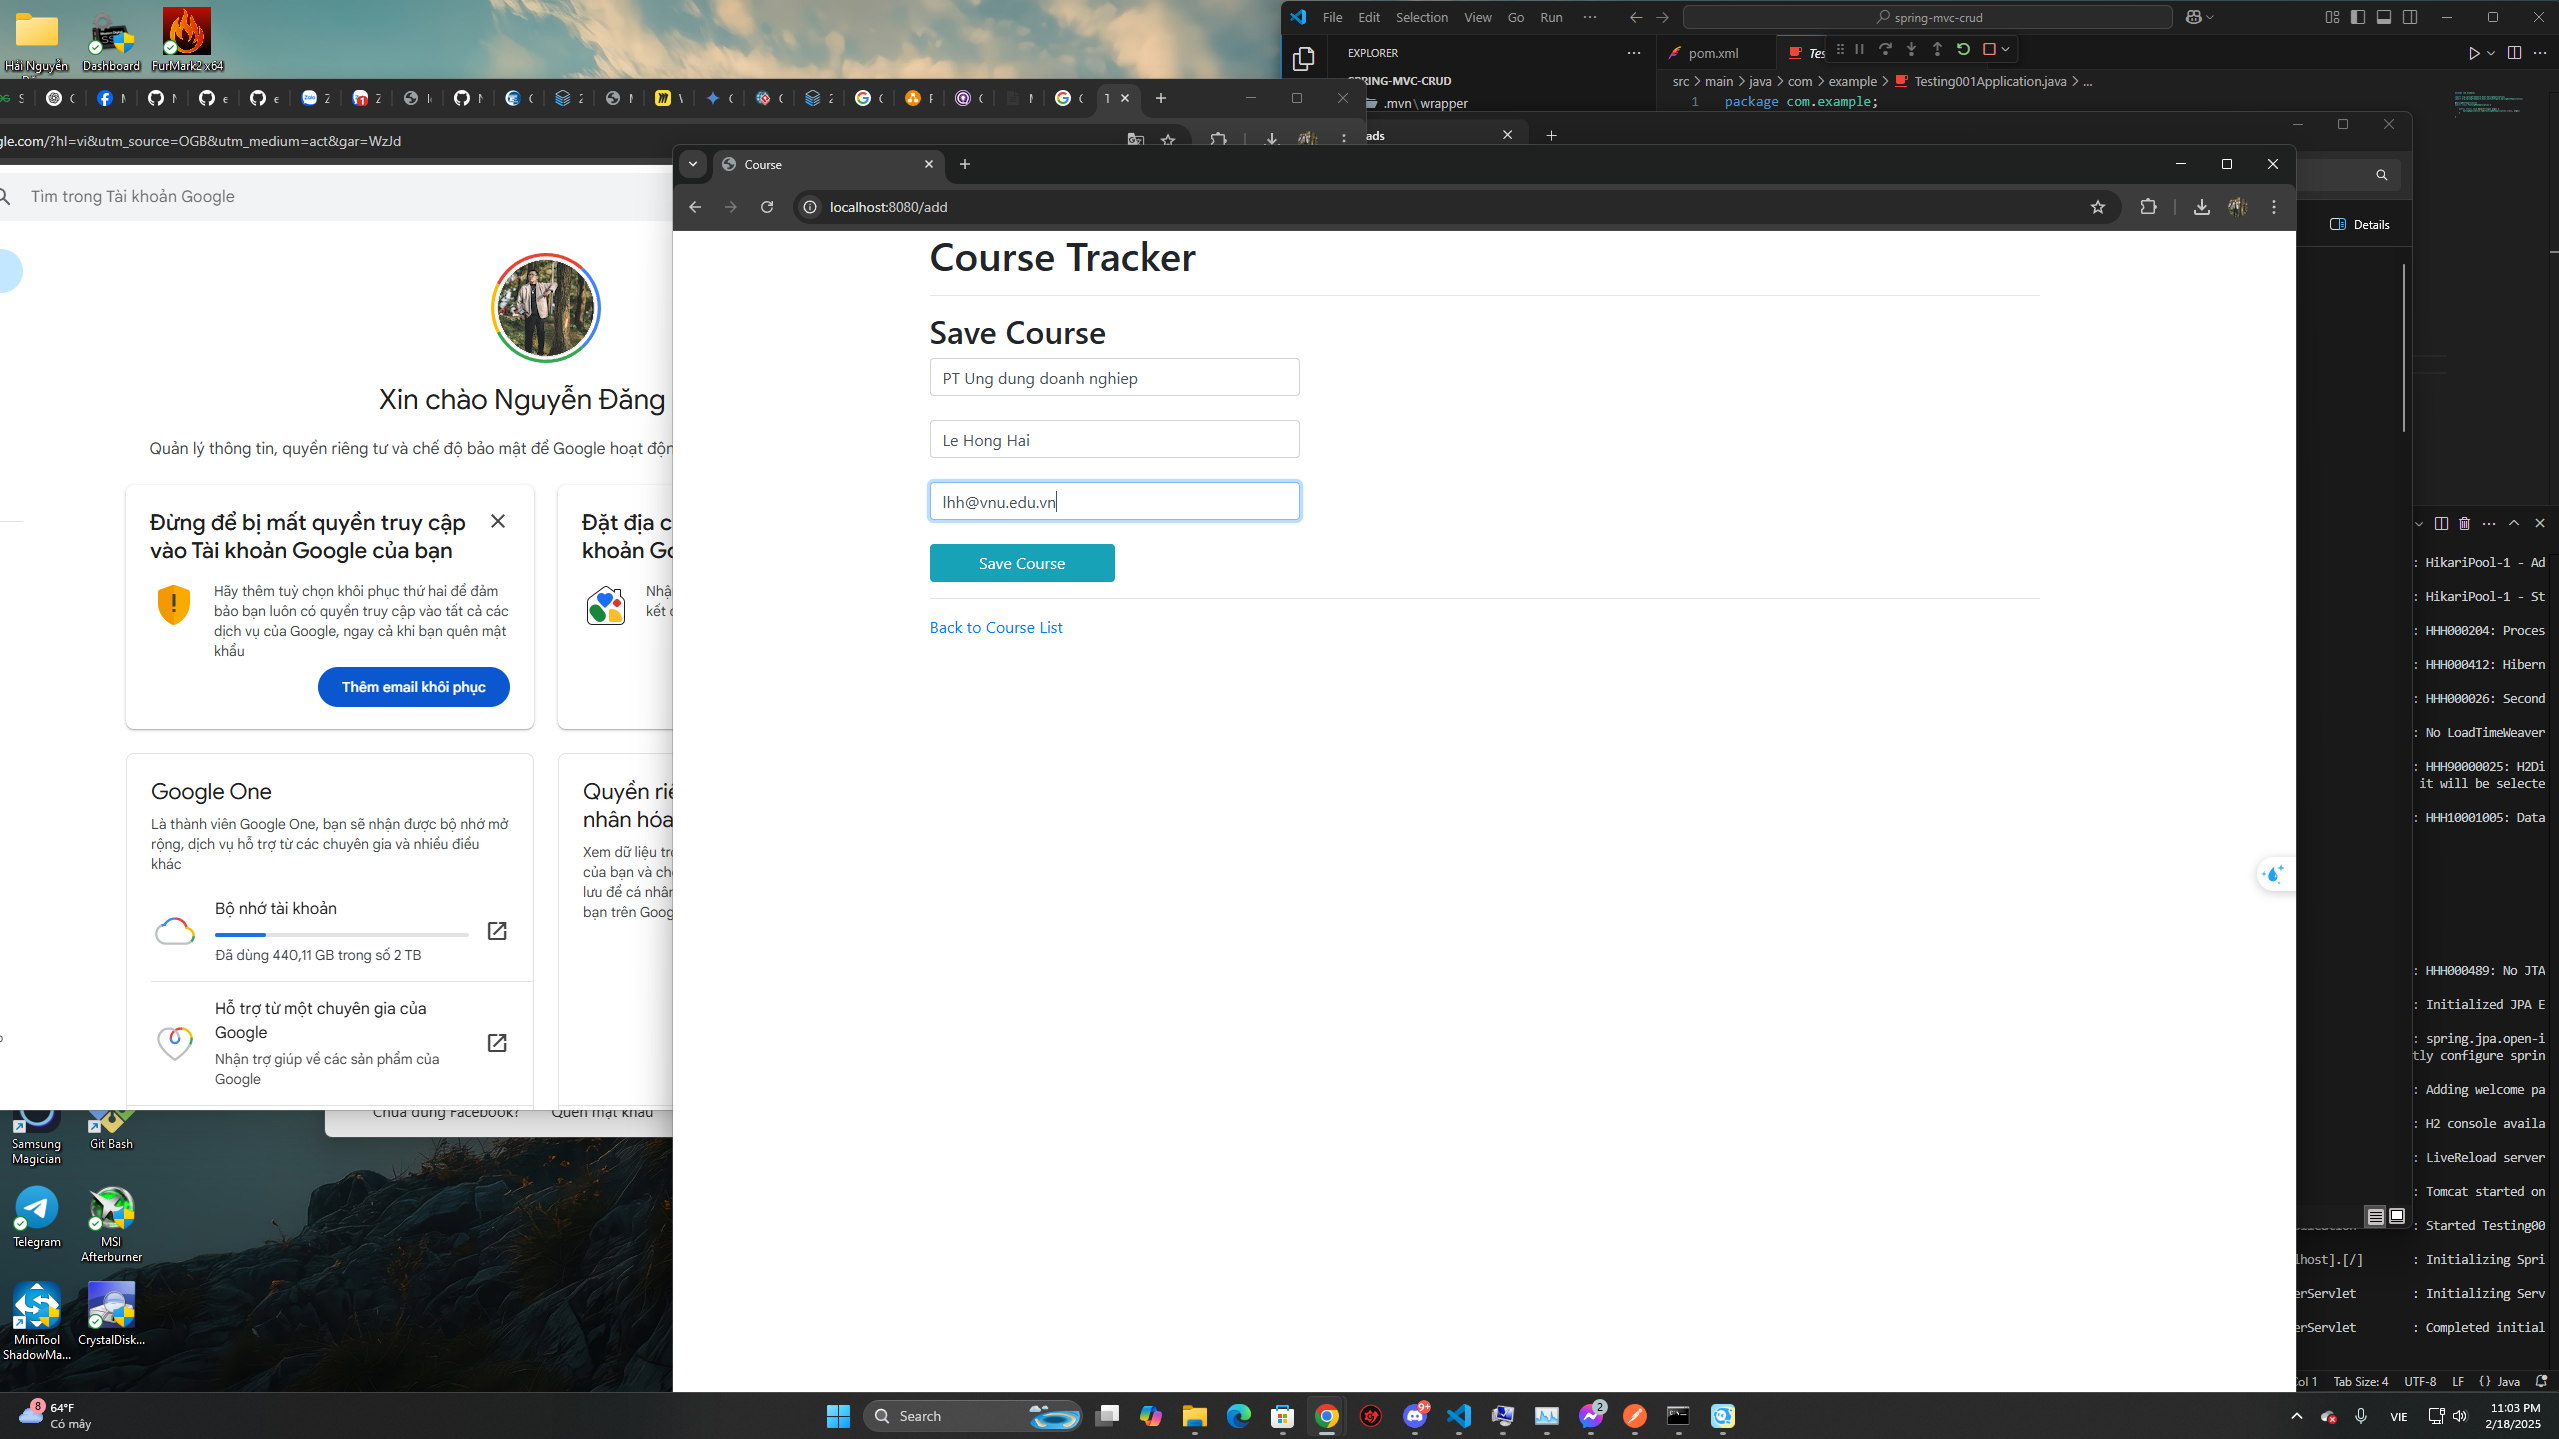 Hải Nguyễn
Dashboard
FurMark2 x64
gle.com/?hl=vi&utm_source=OGB&utm_medium=act&gar=WzJd
Tìm trong Tài khoản Google
Xin chào Nguyễn Đăng
Quản lý thông tin, quyền riêng tư và chế độ bảo mật để Google hoạt độn
Đừng để bị mất quyền truy cập
vào Tài khoản Google của bạn
Hãy thêm tuỳ chọn khôi phục thứ hai để đảm
bảo bạn luôn có quyền truy cập vào tất cả các
dịch vụ của Google, ngay cả khi bạn quên mật
khẩu
Thêm email khôi phục
Đặt địa c
khoản Go
Nhậ
kết
Google One
Là thành viên Google One, bạn sẽ nhận được bộ nhớ mở
rộng, dịch vụ hỗ trợ từ các chuyên gia và nhiều điều
khác
Bộ nhớ tài khoản
Đã dùng 440,11 GB trong số 2 TB
Hỗ trợ từ một chuyên gia của
Google
Nhận trợ giúp về các sản phẩm của
Google
Quyền riê
nhân hóa
Xem dữ liệu tro
của bạn và chọ
lưu để cá nhân
bạn trên Goog
Chưa dùng Facebook? Quên mật khẩu
Samsung
Magician
Git Bash
Telegram
MSI
Afterburner
MiniTool
ShadowMa...
CrystalDisk...
Course
localhost:8080/add
Course Tracker
Save Course
PT Ung dung doanh nghiep
Le Hong Hai
lhh@vnu.edu.vn
Save Course
Back to Course List
File Edit Selection View Go Run ...
spring-mvc-crud
EXPLORER
SPRING-MVC-CRUD
.mvn\wrapper
pom.xml
Tes
src > main > java > com > example > Testing001Application.java > ...
1 package com.example;
ads
Details
: HikariPool-1 - Ad
: HikariPool-1 - St
: HHH000204: Proces
: HHH000412: Hibern
: HHH000026: Second
: No LoadTimeWeaver
: HHH90000025: H2Di
it will be selecte
: HHH10001005: Data
: HHH000489: No JTA
: Initialized JPA E
: spring.jpa.open-i
tly configure sprin
: Adding welcome pa
: H2 console availa
: LiveReload server
: Tomcat started on
: Started Testing00
lhost].[/] : Initializing Spri
erServlet : Initializing Serv
erServlet : Completed initial
Col 1 Tab Size: 4 UTF-8 LF {} Java
8
64°F
Có mây
Search
9+
2
VIE
11:03 PM
2/18/2025